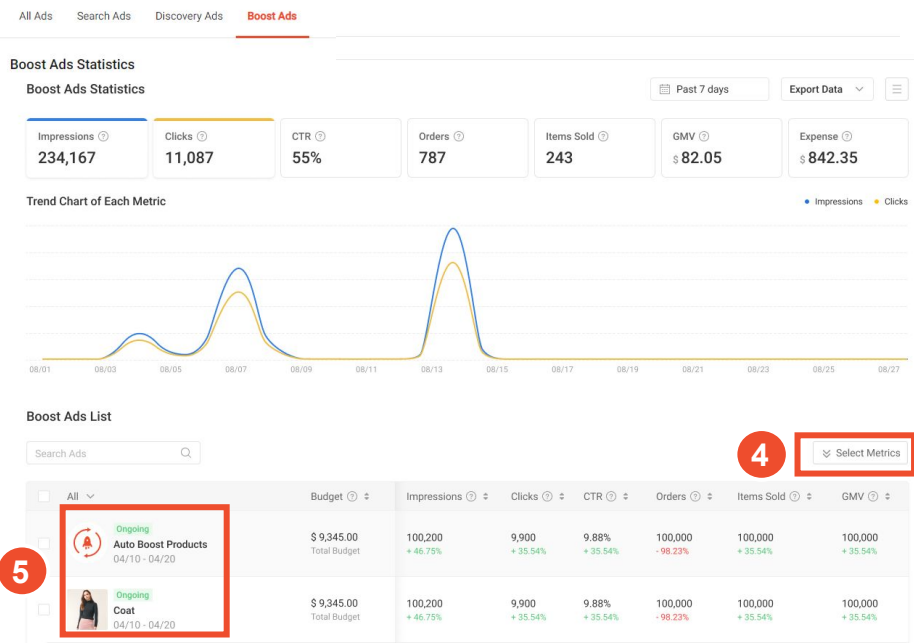 All Ads Search Ads Discovery Ads Boost Ads
Boost Ads Statistics
Boost Ads Statistics
Past 7 days Export Data
Impressions Clicks CTR Orders Items Sold GMV Expense
234,167 11,087 55% 787 243 $ 82.05 $ 842.35
Trend Chart of Each Metric
Impressions Clicks
08/01 08/03 08/05 08/07 08/09 08/11 08/13 08/15 08/17 08/19 08/21 08/23 08/25 08/27
Boost Ads List
Search Ads
4 Select Metrics
All Budget Impressions Clicks CTR Orders Items Sold GMV
Ongoing
Auto Boost Products
04/10 - 04/20
$ 9,345.00 100,200 9,900 9.88% 100,000 100,000 100,000
Total Budget + 46.75% + 35.54% + 35.54% - 98.23% + 35.54% + 35.54%
5
Ongoing
Coat
04/10 - 04/20
$ 9,345.00 100,200 9,900 9.88% 100,000 100,000 100,000
Total Budget + 46.75% + 35.54% + 35.54% - 98.23% + 35.54% + 35.54%